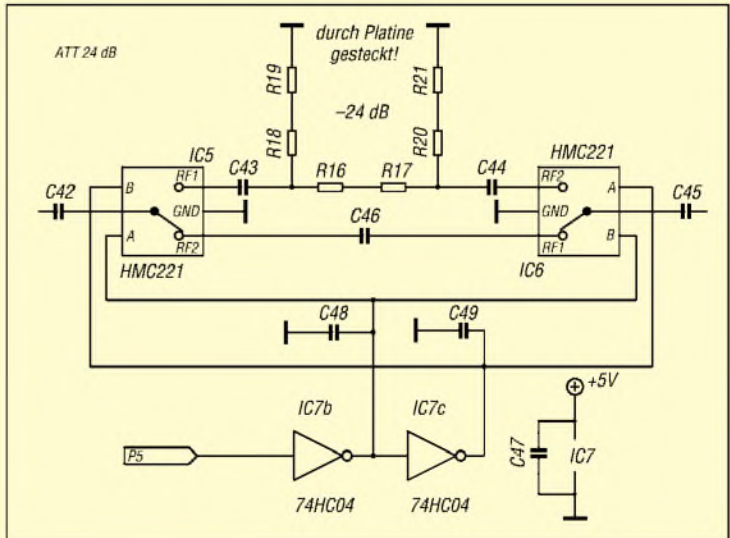 durch Platine
gesteckt!
ATT 24 dB
R19
R21
–24 dB
R18
R20
IC5
HMC221
C42
B
RF1
C43
R16
R17
C44
RF2
A
C45
GND
GND
C46
A
RF2
RF1
B
HMC221
IC6
C48
C49
+5V
IC7b
IC7c
P5
C47
IC7
74HC04
74HC04